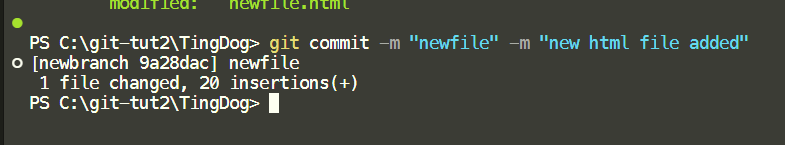 modified: newfile.html
PS C:\git-tut2\TingDog> git commit -m "newfile" -m "new html file added"
[newbranch 9a28dac] newfile
1 file changed, 20 insertions(+)
PS C:\git-tut2\TingDog>